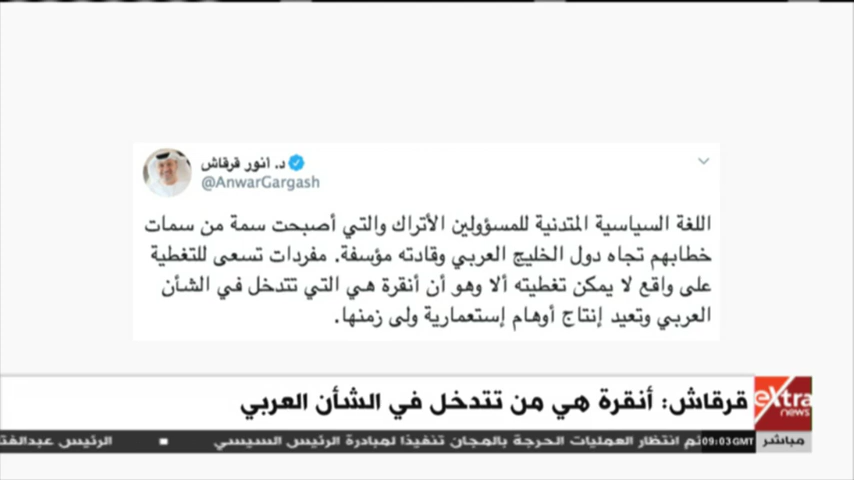 د. انور قرقاش
@AnwarGargash
اللغة السياسية المتدنية للمسؤولين الأتراك والتي أصبحت سمة من سمات
خطابهم تجاه دول الخليج العربي وقادته مؤسفة. مفردات تسعى للتغطية
على واقع لا يمكن تغطيته ألا وهو أن أنقرة هي التي تتدخل في الشأن
العربي وتعيد إنتاج أوهام إستعمارية ولى زمنها.
قرقاش: أنقرة هي من تتدخل في الشأن العربي
eXtra
news
مباشر
09:03 GMT
ئم انتظار العمليات الحرجة بالمجان تنفيذًا لمبادرة الرئيس السيسي ■ الرئيس عبدالفت